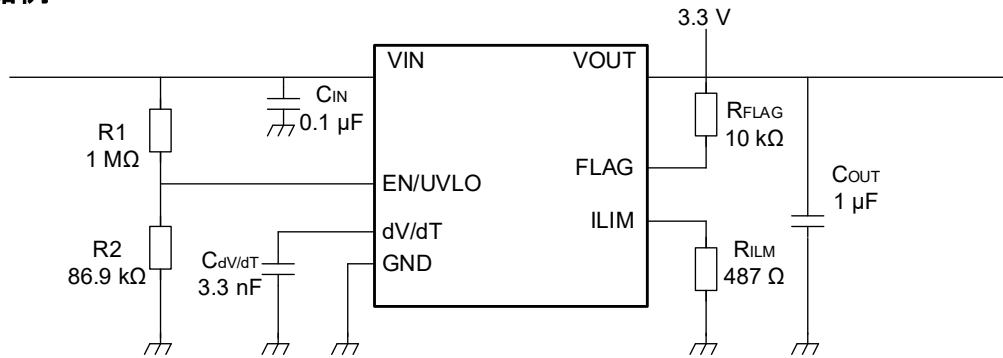 3.3 V
VIN
VOUT
CIN
0.1 µF
R1
1 MΩ
RFLAG
10 kΩ
FLAG
EN/UVLO
COUT
1 µF
ILIM
dV/dT
R2
86.9 kΩ
CdV/dT
3.3 nF
GND
RILM
487 Ω